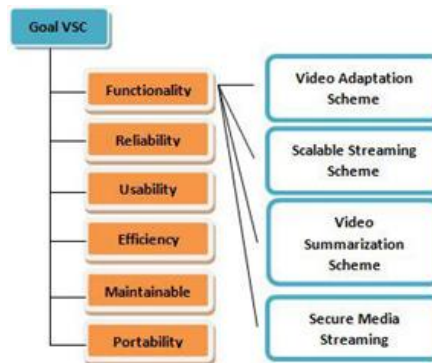 Goal VSC
Functionality
Reliability
Usability
Efficiency
Maintainable
Portability
Video Adaptation
Scheme
Scalable Streaming
Scheme
Video
Summarization
Scheme
Secure Media
Streaming